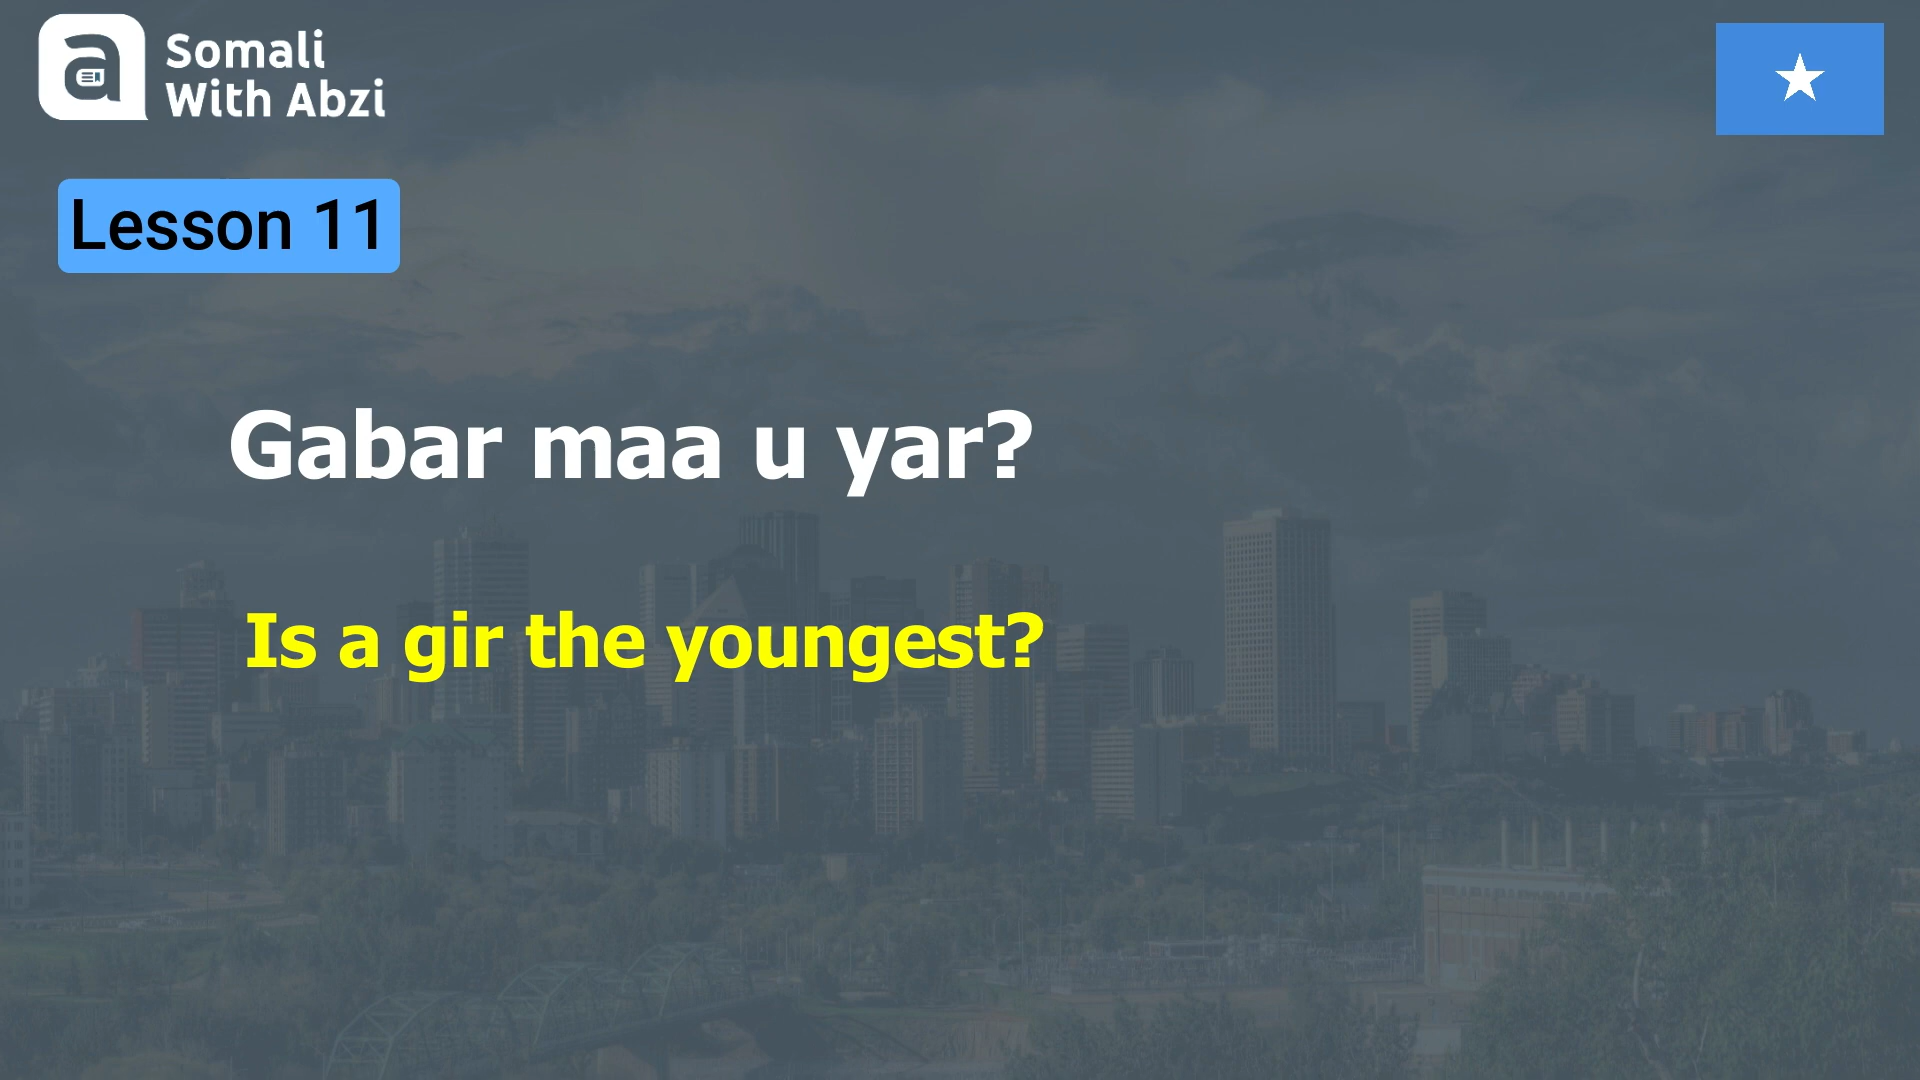 Somali
With Abzi
Lesson 11
Gabar maa u yar?
Is a gir the youngest?